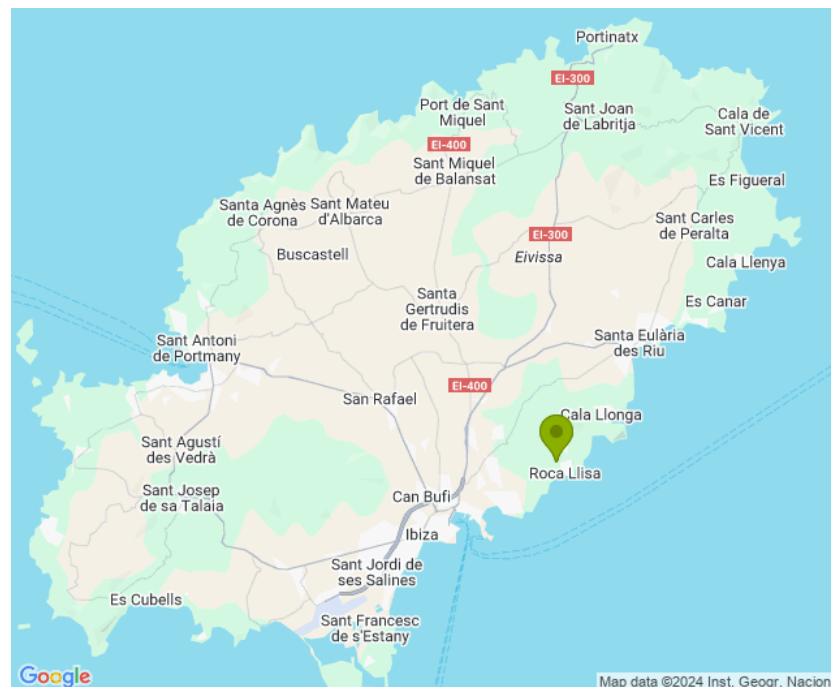 Portinatx
EI-300
Port de Sant
Miquel
Sant Joan
de Labritja
Cala de
Sant Vicent
EI-400
Sant Miquel
de Balansat
Es Figueral
Santa Agnès
de Corona
Sant Mateu
d'Albarca
Sant Carles
de Peralta
EI-300
Buscastell
Eivissa
Cala Llenya
Santa
Gertrudis
de Fruitera
Es Canar
Sant Antoni
de Portmany
Santa Eulària
des Riu
EI-400
San Rafael
Cala Llonga
Sant Agustí
des Vedrà
Roca Llisa
Sant Josep
de sa Talaia
Can Bufi
Ibiza
Sant Jordi de
ses Salines
Es Cubells
Sant Francesc
de s'Estany
Google
Map data ©2024 Inst. Geogr. Nacion